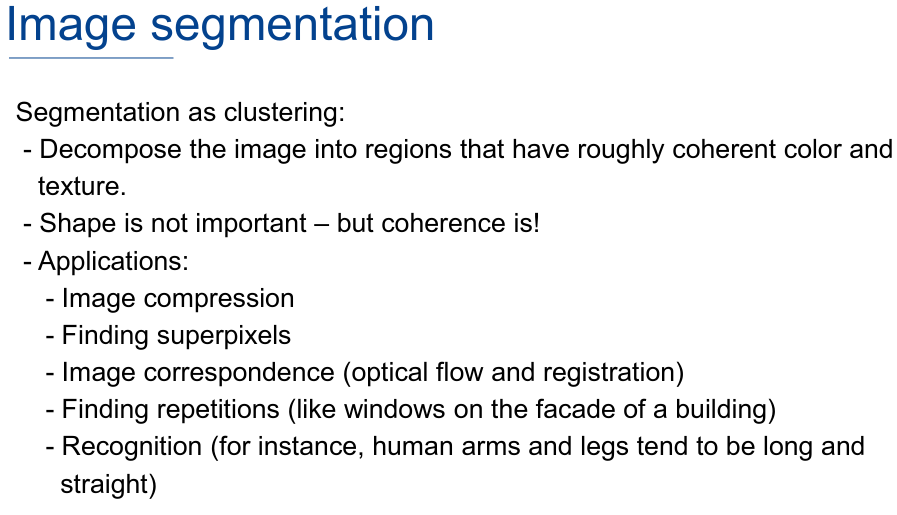 Image segmentation
Segmentation as clustering:
- Decompose the image into regions that have roughly coherent color and
texture.
- Shape is not important – but coherence is!
- Applications:
- Image compression
- Finding superpixels
- Image correspondence (optical flow and registration)
- Finding repetitions (like windows on the facade of a building)
- Recognition (for instance, human arms and legs tend to be long and
straight)